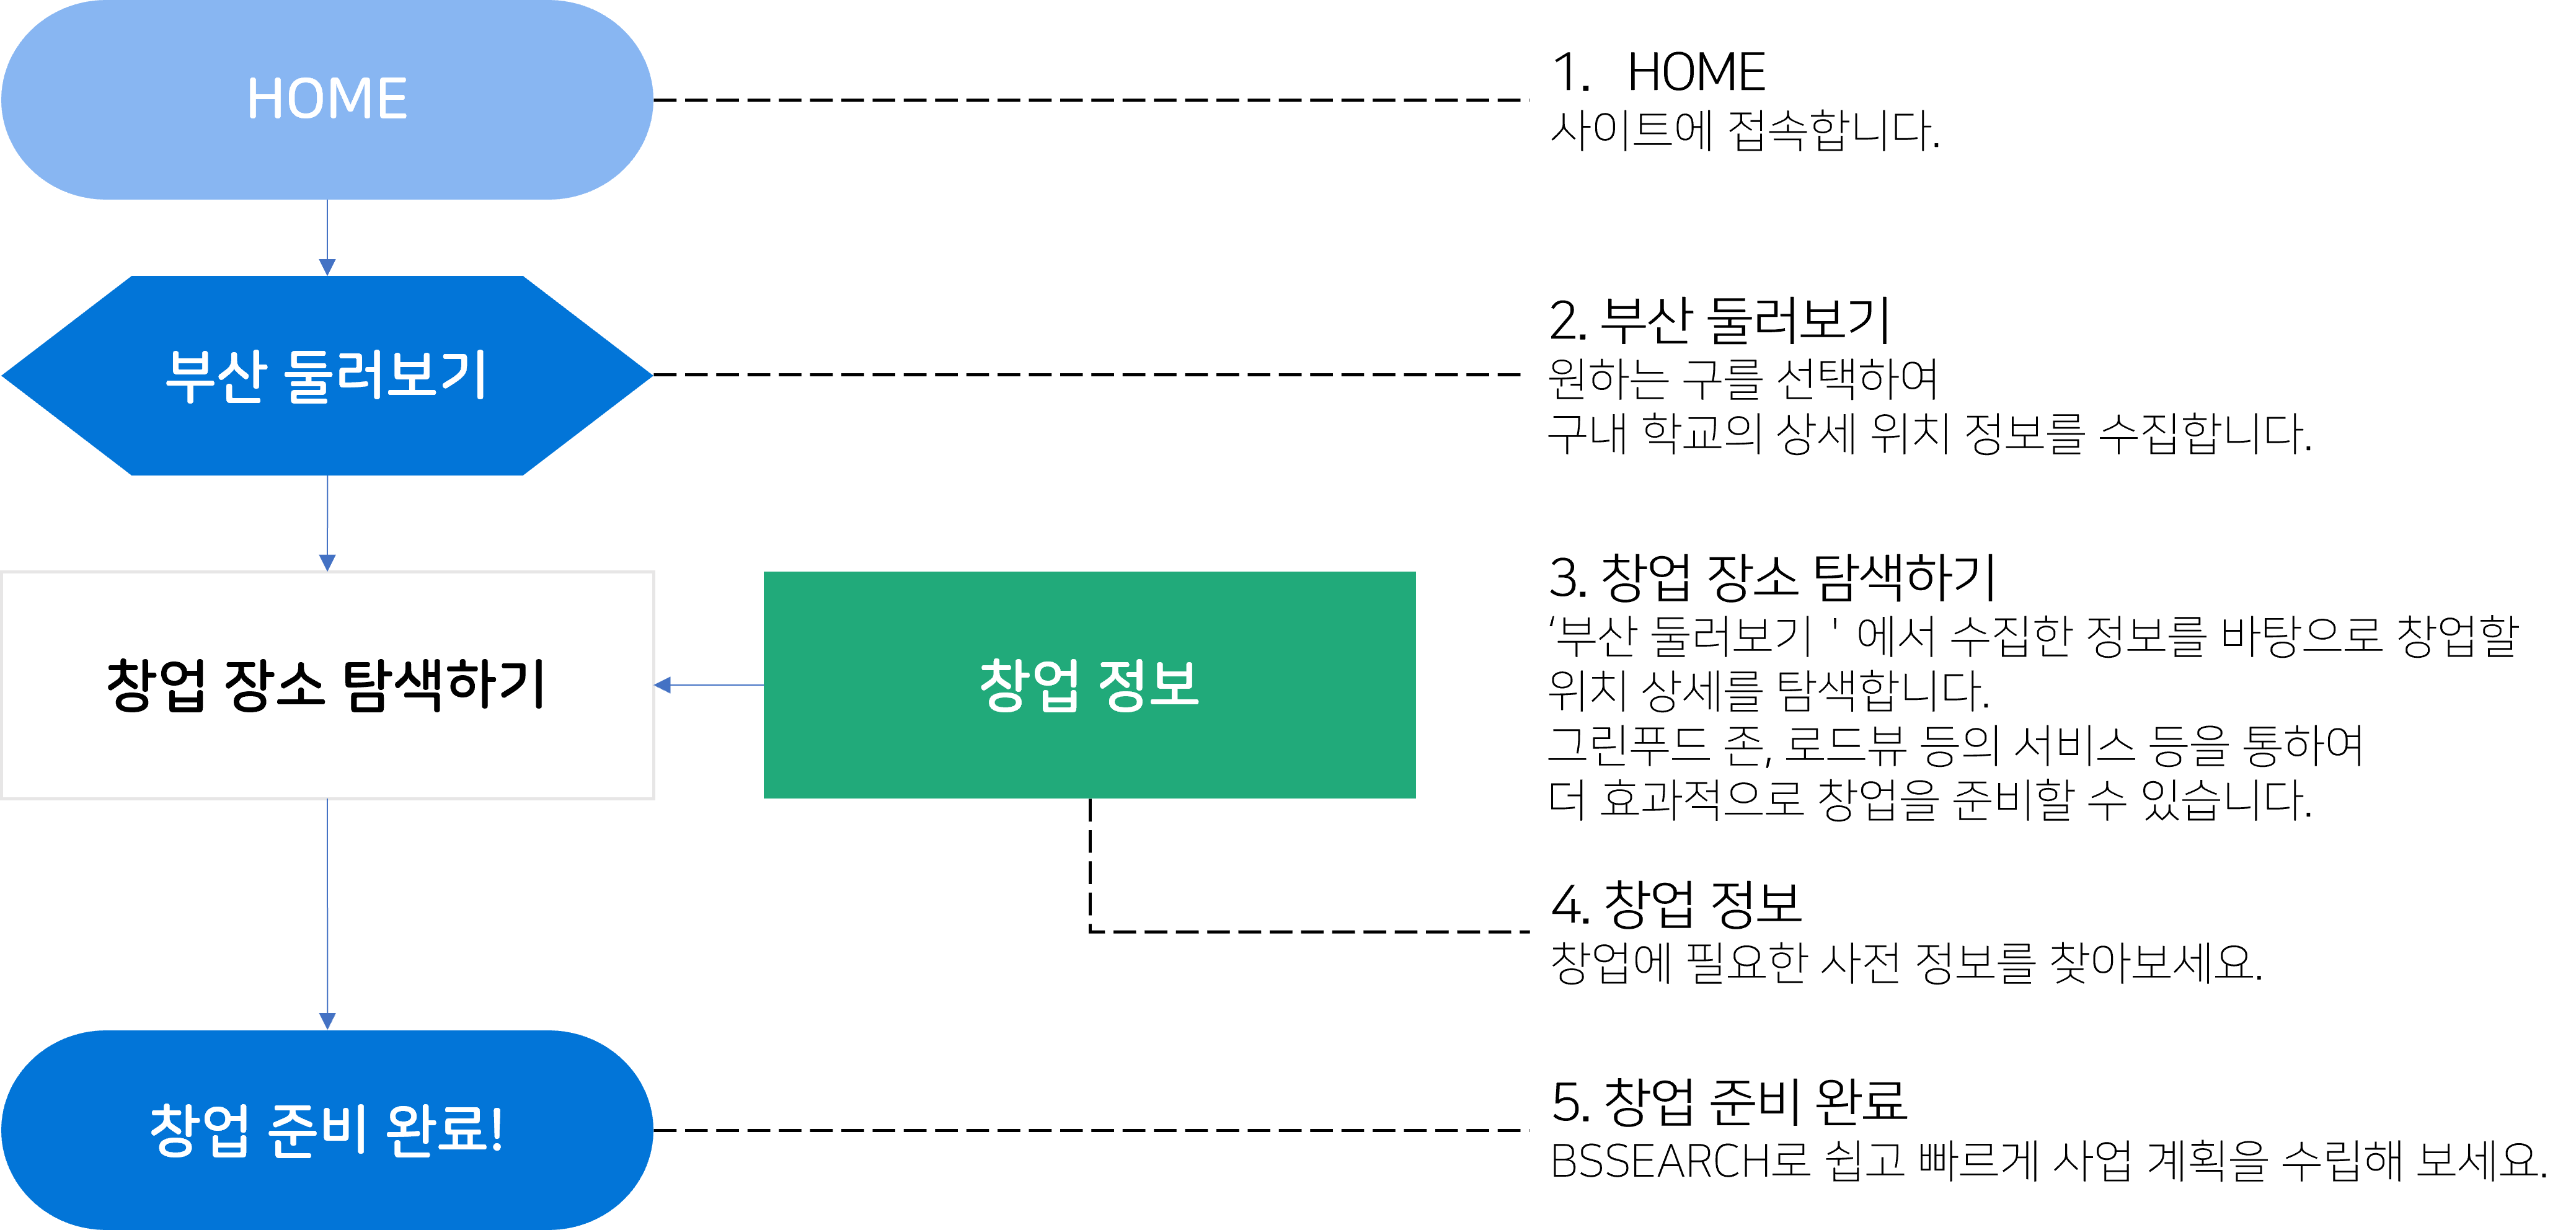 HOME
1. HOME
사이트에 접속합니다.
부산 둘러보기
2. 부산 둘러보기
원하는 구를 선택하여
구내 학교의 상세 위치 정보를 수집합니다.
창업 장소 탐색하기
창업 정보
3. 창업 장소 탐색하기
‘부산 둘러보기 ' 에서 수집한 정보를 바탕으로 창업할
위치 상세를 탐색합니다.
그린푸드 존, 로드뷰 등의 서비스 등을 통하여
더 효과적으로 창업을 준비할 수 있습니다.
4. 창업 정보
창업에 필요한 사전 정보를 찾아보세요.
창업 준비 완료!
5. 창업 준비 완료
BSSEARCH로 쉽고 빠르게 사업 계획을 수립해 보세요.